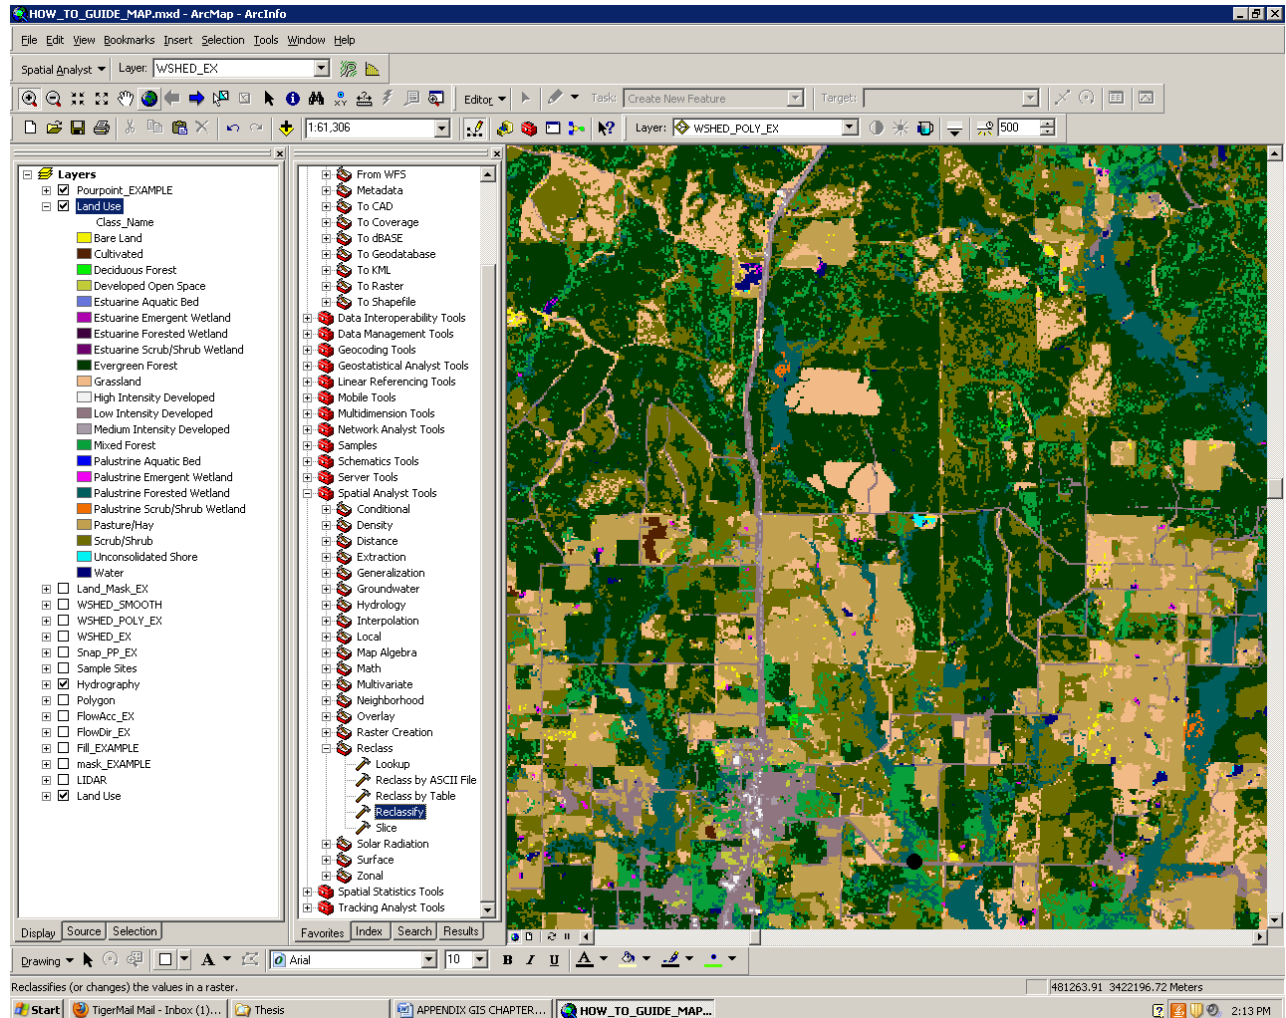 HOW_TO_GUIDE_MAP.mxd - ArcMap - ArcInfo
File Edit View Bookmarks Insert Selection Tools Window Help
Spatial Analyst Layer: WSHED_EX
Editor Task: Create New Feature Target:
1:61,306 Layer: WSHED_POLY_EX 500
Layers
Pourpoint_EXAMPLE
Land Use
Class_Name
Bare Land
Cultivated
Deciduous Forest
Developed Open Space
Estuarine Aquatic Bed
Estuarine Emergent Wetland
Estuarine Forested Wetland
Estuarine Scrub/Shrub Wetland
Evergreen Forest
Grassland
High Intensity Developed
Low Intensity Developed
Medium Intensity Developed
Mixed Forest
Palustrine Aquatic Bed
Palustrine Emergent Wetland
Palustrine Forested Wetland
Palustrine Scrub/Shrub Wetland
Pasture/Hay
Scrub/Shrub
Unconsolidated Shore
Water
Land_Mask_EX
WSHED_SMOOTH
WSHED_POLY_EX
WSHED_EX
Snap_PP_EX
Sample Sites
Hydrography
Polygon
FlowAcc_EX
FlowDir_EX
Fill_EXAMPLE
mask_EXAMPLE
LIDAR
Land Use
Display Source Selection
From WFS
Metadata
To CAD
To Coverage
To dBASE
To Geodatabase
To KML
To Raster
To Shapefile
Data Interoperability Tools
Data Management Tools
Geocoding Tools
Geostatistical Analyst Tools
Linear Referencing Tools
Mobile Tools
Multidimension Tools
Network Analyst Tools
Samples
Schematics Tools
Server Tools
Spatial Analyst Tools
Conditional
Density
Distance
Extraction
Generalization
Groundwater
Hydrology
Interpolation
Local
Map Algebra
Math
Multivariate
Neighborhood
Overlay
Raster Creation
Reclass
Lookup
Reclass by ASCII File
Reclass by Table
Reclassify
Slice
Solar Radiation
Surface
Zonal
Spatial Statistics Tools
Tracking Analyst Tools
Favorites Index Search Results
Drawing A Arial 10 B I U A
Reclassifies (or changes) the values in a raster.
481263.91 3422196.72 Meters
Start TigerMail Mail - Inbox (1)... Thesis APPENDIX GIS CHAPTER... HOW_TO_GUIDE_MAP... 2:13 PM